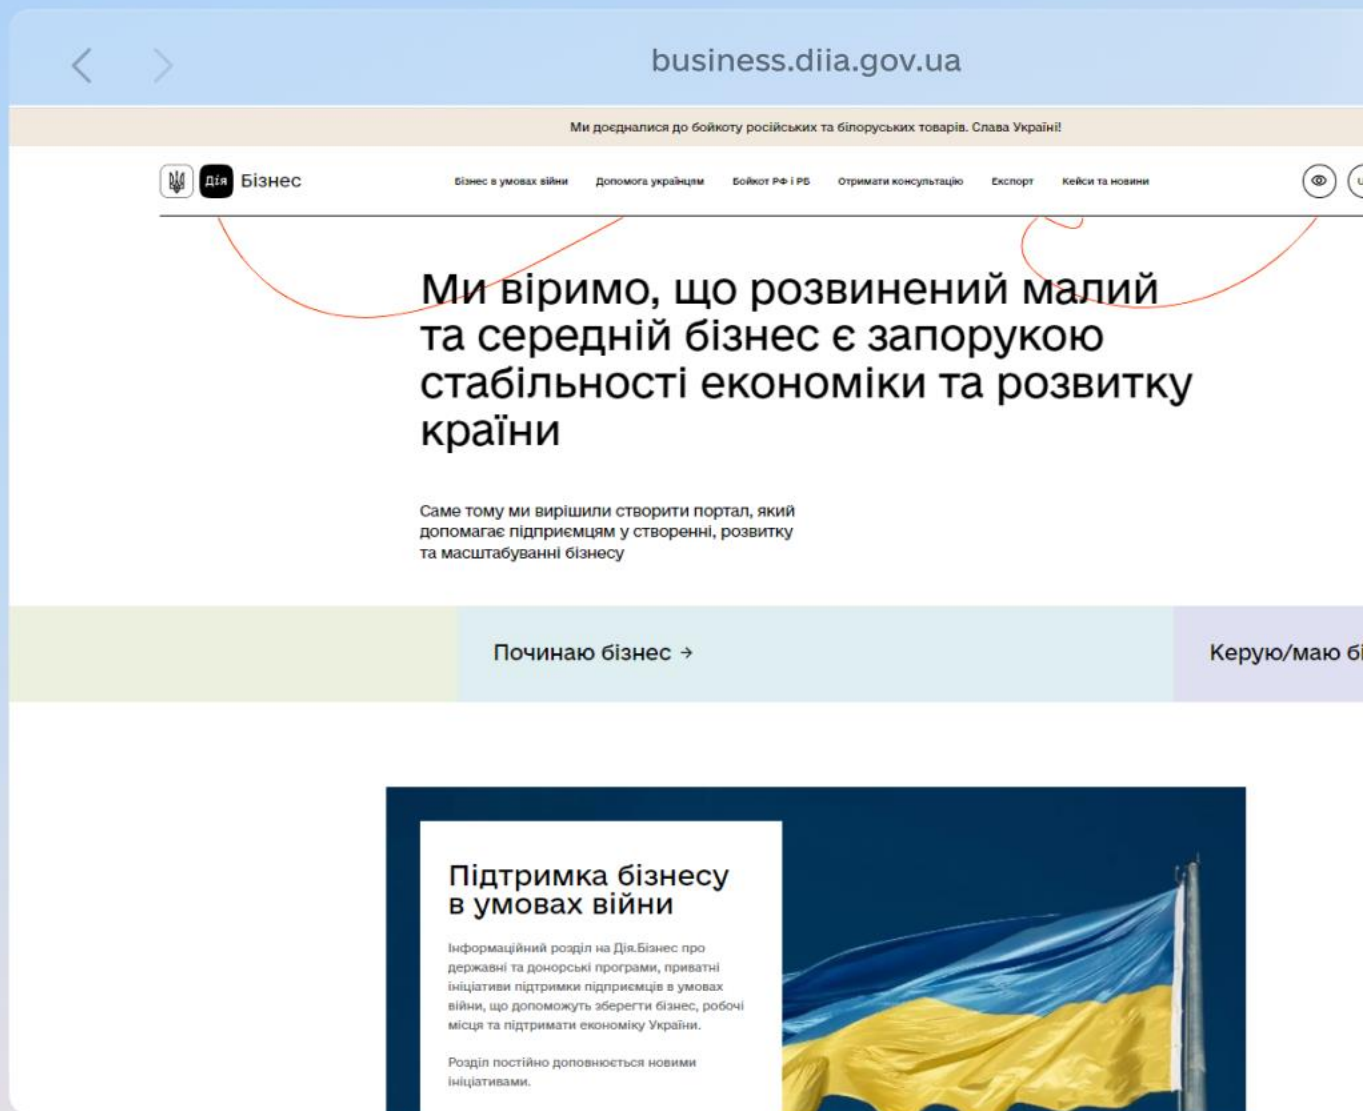 business.diia.gov.ua
Ми доєдналися до бойкоту російських та білоруських товарів. Слава Україні!
Дія Бізнес
Бізнес в умовах війни Допомога українцям Бойкот РФ і РБ Отримати консультацію Експорт Кейси та новини
Ми віримо, що розвинений малий
та середній бізнес є запорукою
стабільності економіки та розвитку
країни
Саме тому ми вирішили створити портал, який
допомагає підприємцям у створенні, розвитку
та масштабуванні бізнесу
Починаю бізнес →
Керую/маю бі
Підтримка бізнесу
в умовах війни
Інформаційний розділ на Дія.Бізнес про
державні та донорські програми, приватні
ініціативи підтримки підприємців в умовах
війни, що допоможуть зберегти бізнес, робочі
місця та підтримати економіку України.
Розділ постійно доповнюється новими
ініціативами.